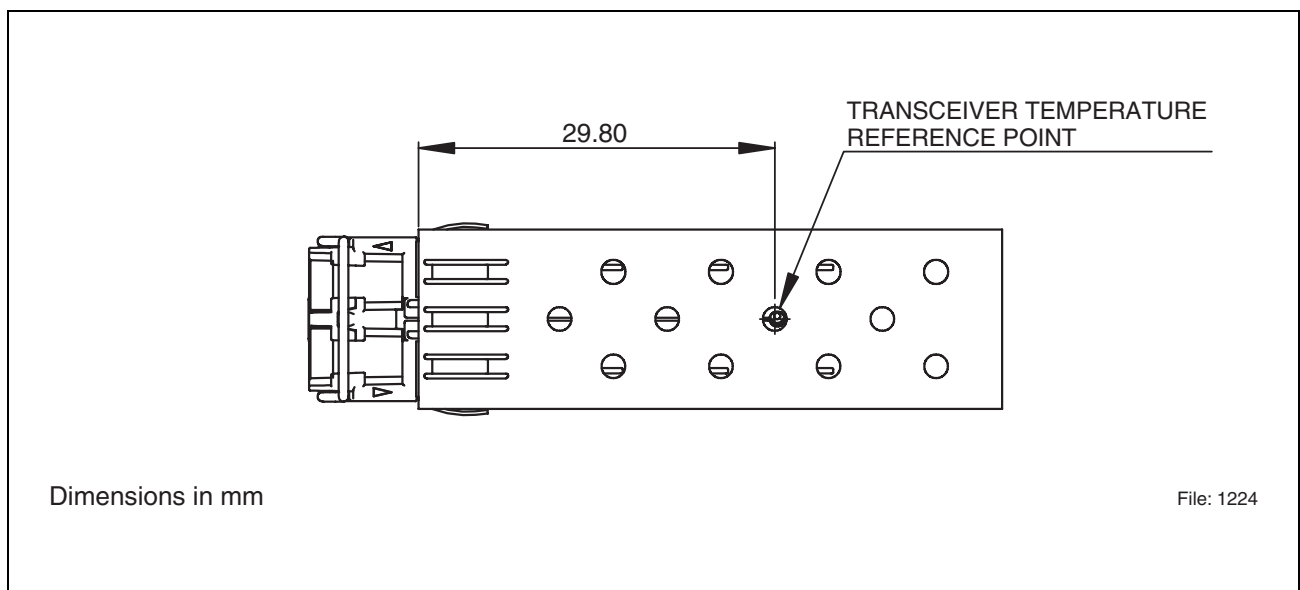 TRANSCEIVER TEMPERATURE
REFERENCE POINT
29.80
Dimensions in mm
File: 1224